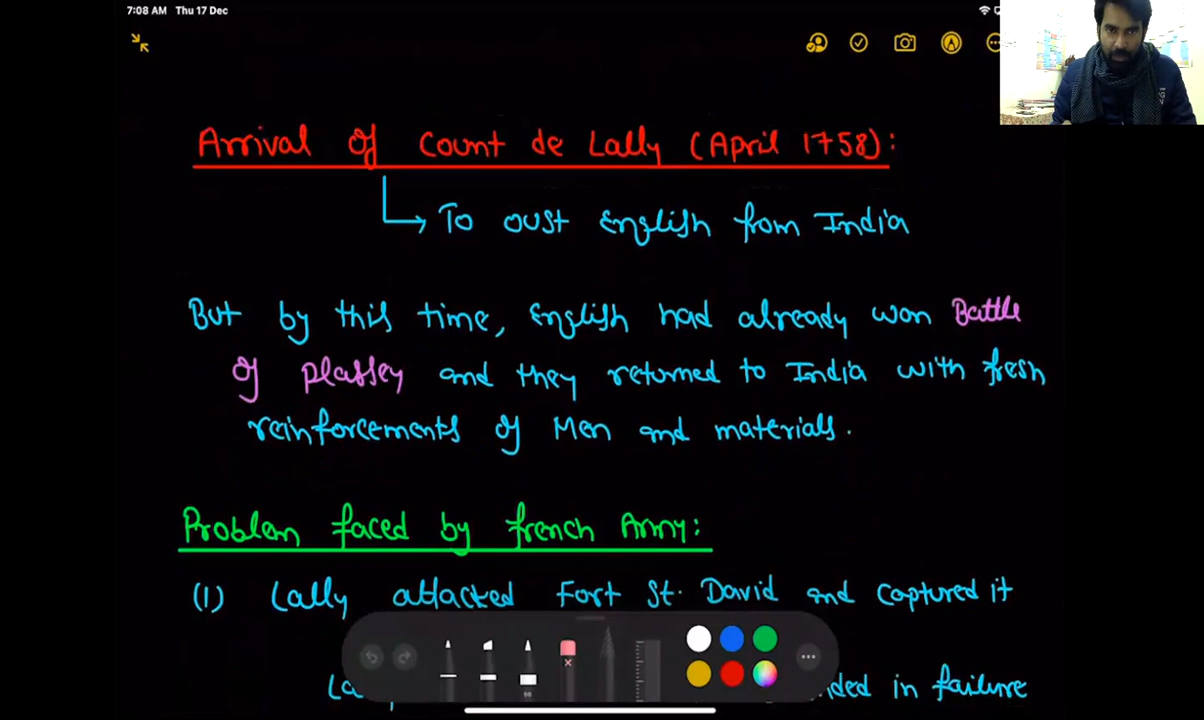 7:08 AM Thu 17 Dec
Arrival of Count de Lally (April 1758):
To oust English from India
But by this time, English had already won Battle
of Plassey and they returned to India with fresh
reinforcements of Men and materials.
Problem faced by french Army:
(1) Lally attacked Fort St. David and captured it
in failure